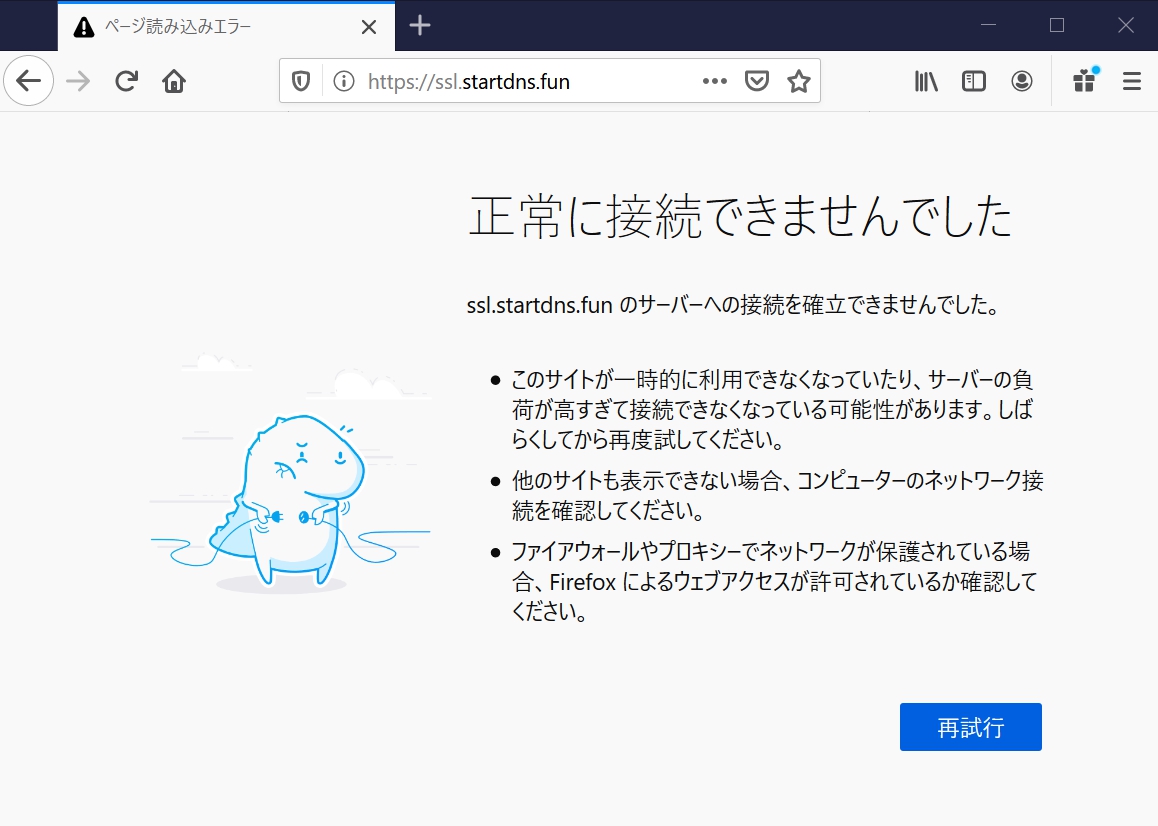 ページ読み込みエラー
https://ssl.startdns.fun
正常に接続できませんでした
ssl.startdns.fun のサーバーへの接続を確立できませんでした。
● このサイトが一時的に利用できなくなっていたり、サーバーの負
荷が高すぎて接続できなくなっている可能性があります。しば
らくしてから再度試してください。
● 他のサイトも表示できない場合、コンピューターのネットワーク接
続を確認してください。
● ファイアウォールやプロキシーでネットワークが保護されている場
合、Firefox によるウェブアクセスが許可されているか確認して
ください。
再試行